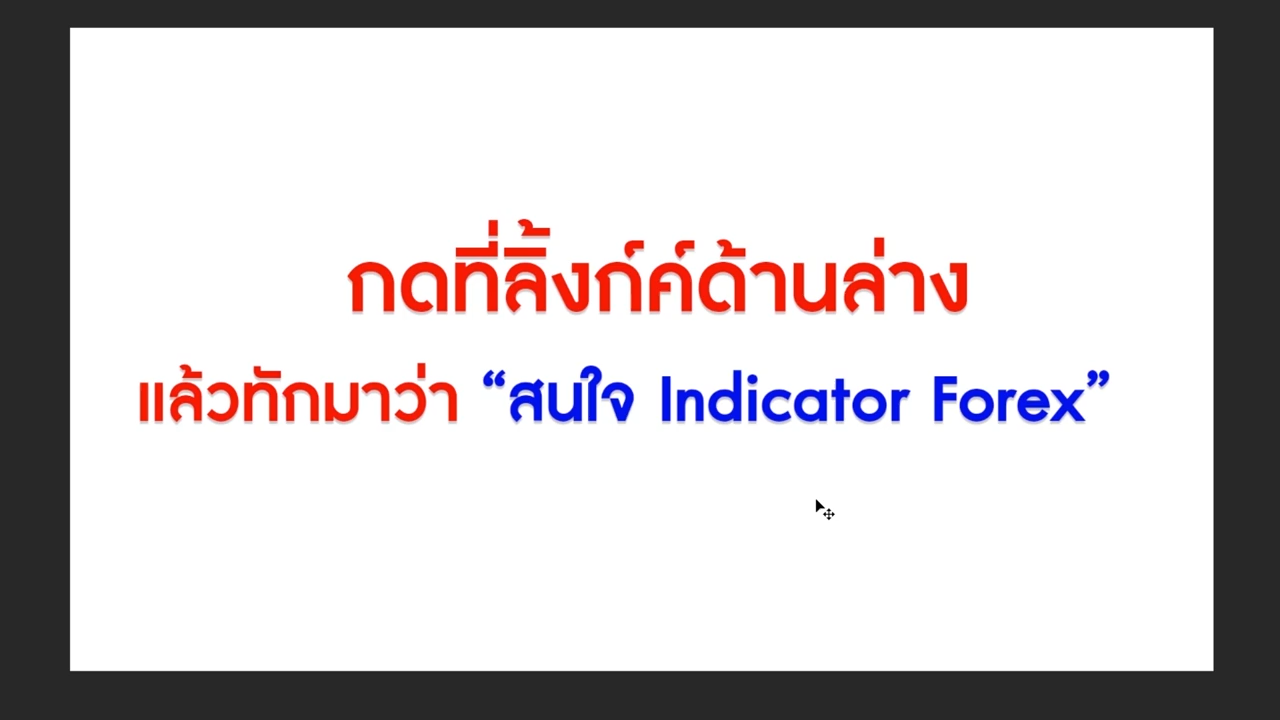 กดที่ลิ้งก์ค์ด้านล่าง
แล้วทักมาว่า “สนใจ Indicator Forex”